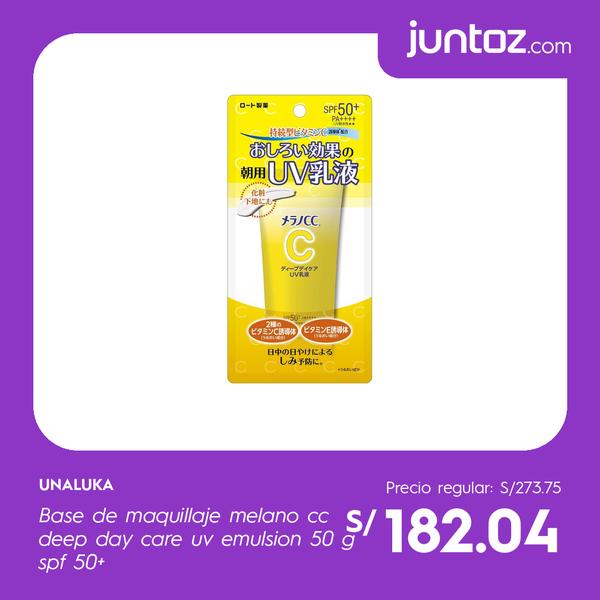 juntoz.com
ロート製薬
SPF50+
PA++++
持続型ビタミンC誘導体*配合
おしろい効果の
朝用UV乳液
化粧
下地にも
メラノCC
C
ディープデイケア
UV乳液
2種の
ビタミンC誘導体
ビタミンE誘導体
日中の日やけによる
しみ予防に。
UNALUKA
Precio regular: S/273.75
Base de maquillaje melano cc
deep day care uv emulsion 50 g
spf 50+
S/182.04